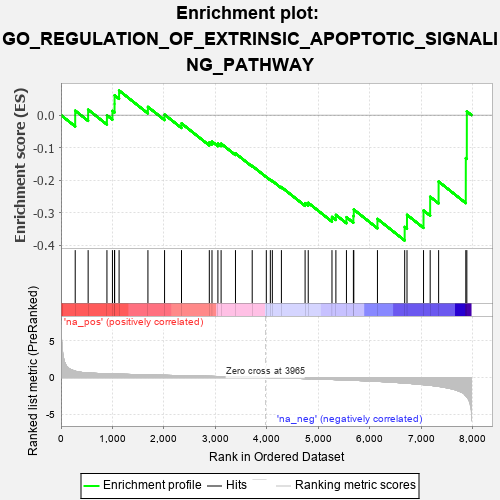 Enrichment plot:
GO_REGULATION_OF_EXTRINSIC_APOPTOTIC_SIGNALI
NG_PATHWAY
Enrichment score (ES)
0.0
-0.1
-0.2
-0.3
-0.4
'na_pos' (positively correlated)
Ranked list metric (PreRanked)
5
0
-5
Zero cross at 3965
'na_neg' (negatively correlated)
0 1,000 2,000 3,000 4,000 5,000 6,000 7,000 8,000
Rank in Ordered Dataset
Enrichment profile Hits Ranking metric scores